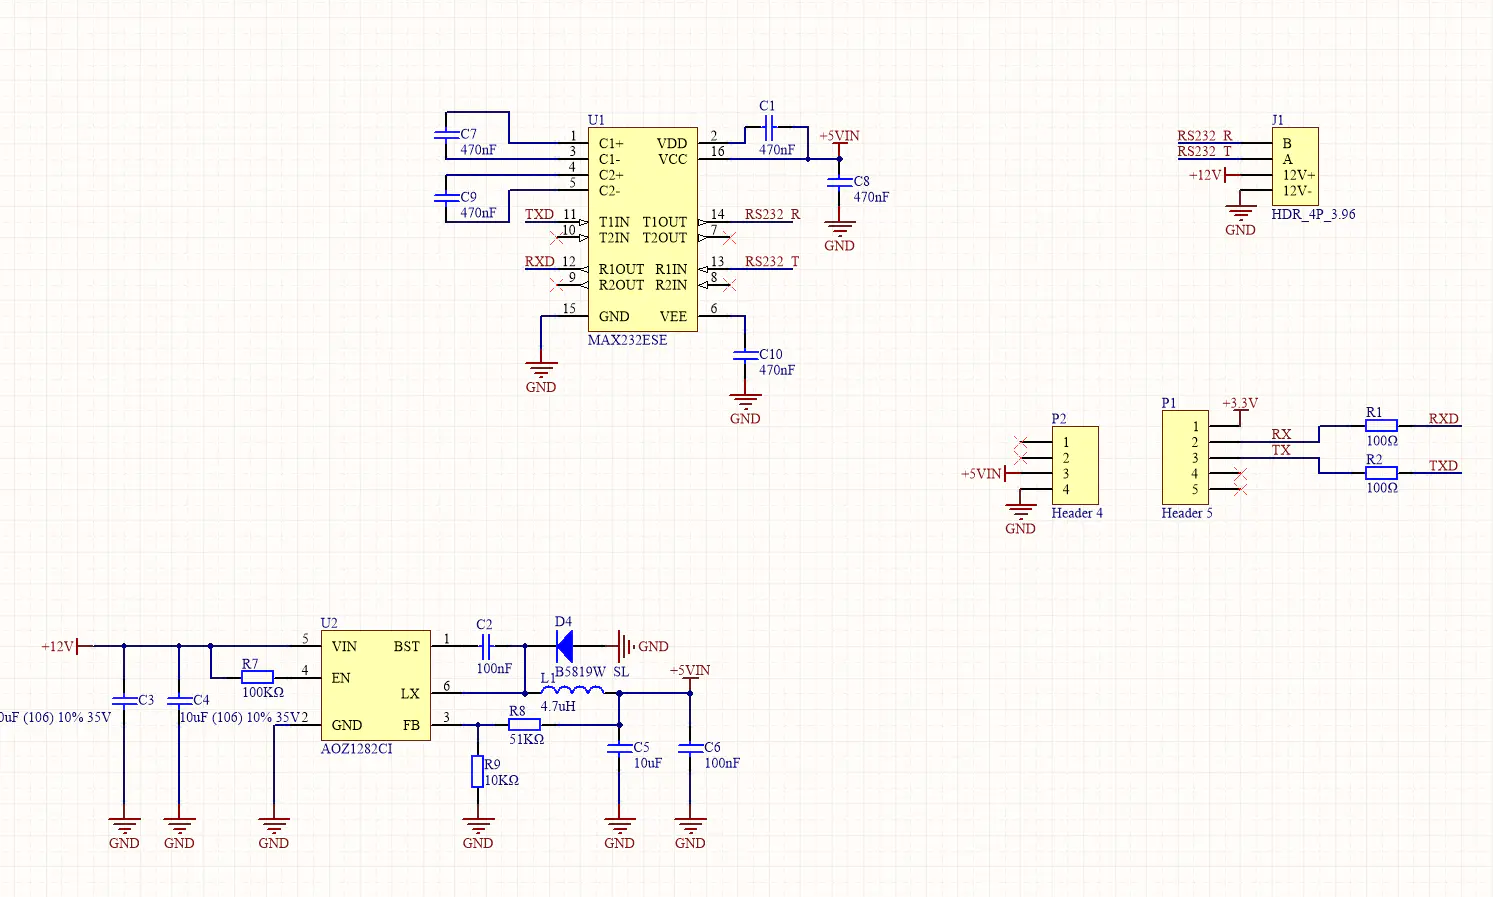 U1
MAX232ESE
1 C1+
3 C1-
4 C2+
5 C2-
TXD 11 T1IN
10 T2IN
RXD 12 R1OUT
9 R2OUT
15 GND
VDD 2
VCC 16
T1OUT 14 RS232_R
T2OUT 7
R1IN 13 RS232_T
R2IN 8
VEE 6
C7
470nF
C9
470nF
C1
470nF
+5VIN
C8
470nF
GND
C10
470nF
GND
GND
J1
RS232_R B
RS232_T A
+12V 12V+
12V-
HDR_4P_3.96
GND
P2
1
2
+5VIN 3
4
Header 4
GND
P1
+3.3V
1
2 RX
3 TX
4
5
Header 5
R1
100Ω
RXD
R2
100Ω
TXD
U2
+12V
5 VIN
4 EN
2 GND
BST 1
LX 6
FB 3
AOZ1282CI
R7
100KΩ
C3
0uF (106) 10% 35V
C4
10uF (106) 10% 35V
C2
100nF
D4
B5819W SL
GND
L1
4.7uH
+5VIN
R8
51KΩ
R9
10KΩ
C5
10uF
C6
100nF
GND
GND
GND
GND
GND
GND